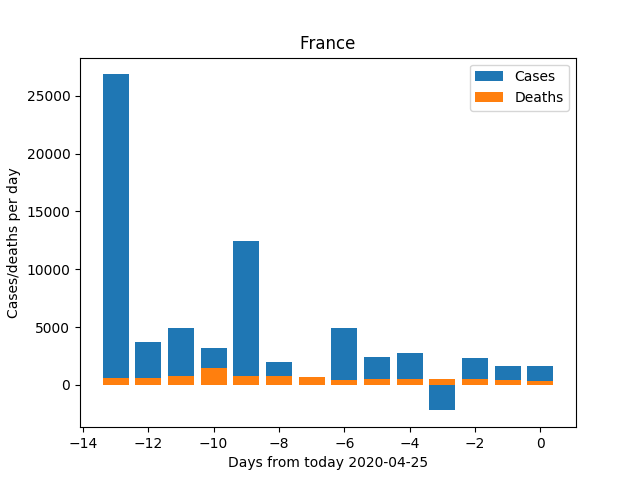 France
Cases
Deaths
Cases/deaths per day
25000
20000
15000
10000
5000
0
−14 −12 −10 −8 −6 −4 −2 0
Days from today 2020-04-25